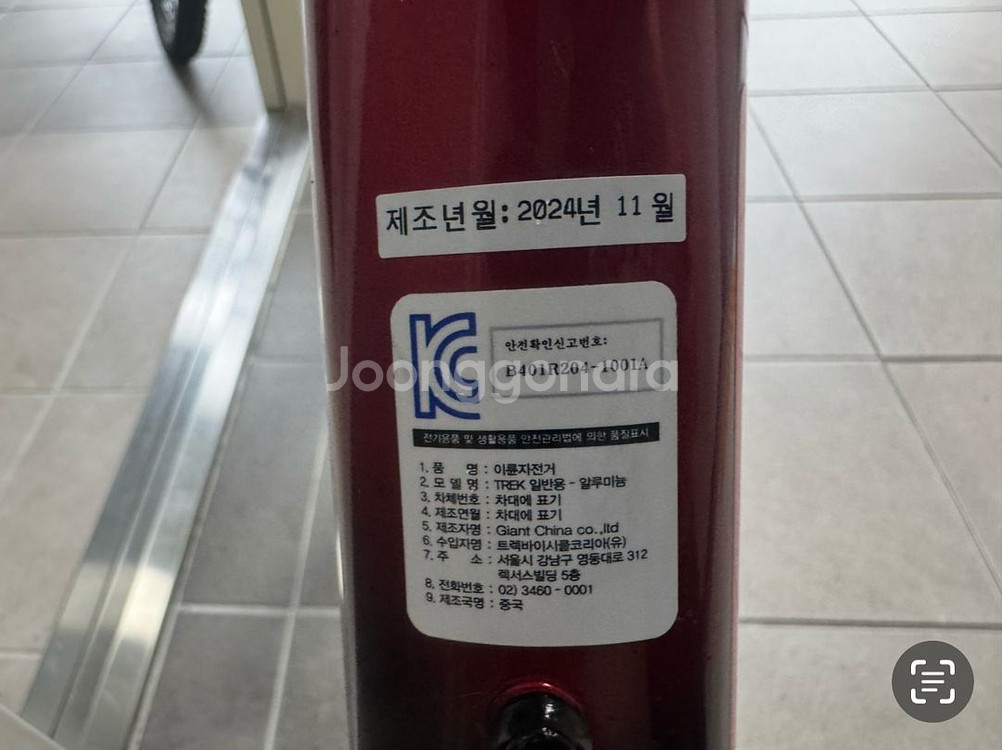 제조년월: 2024년 11월
안전확인신고번호:
B401R204-1001A
Joonggonara
전기용품 및 생활용품 안전관리법에 의한 품질표시
1. 품 명 : 이륜자전거
2. 모 델 명 : TREK 일반용 - 알루미늄
3. 차체번호 : 차대에 표기
4. 제조연월 : 차대에 표기
5. 제조자명 : Giant China co.,ltd
6. 수입자명 : 트렉바이시클코리아(유)
7. 주 소 : 서울시 강남구 영동대로 312
렉서스빌딩 5층
8. 전화번호 : 02) 3460 - 0001
9. 제조국명 : 중국